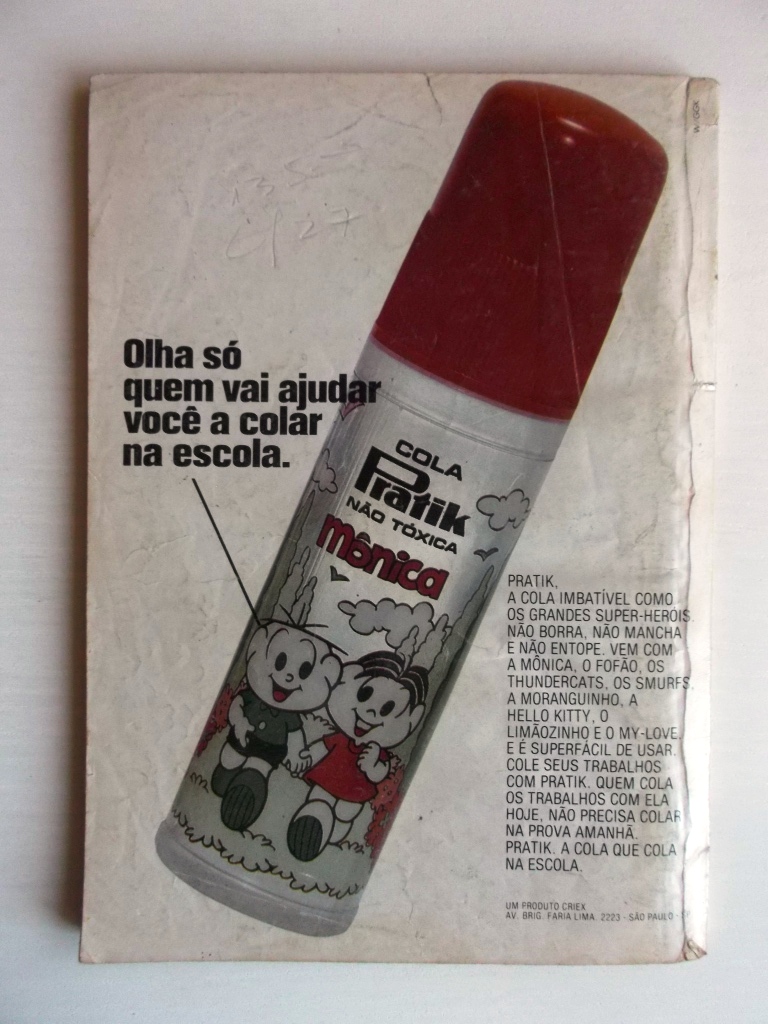 Olha só
quem vai ajudar
você a colar
na escola.
COLA
Pratik
NÃO TÓXICA
Mônica
PRATIK,
A COLA IMBATÍVEL COMO
OS GRANDES SUPER-HERÓIS.
NÃO BORRA, NÃO MANCHA
E NÃO ENTOPE. VEM COM
A MÔNICA, O FOFÃO, OS
THUNDERCATS, OS SMURFS,
A MORANGUINHO, A
HELLO KITTY, O
LIMÃOZINHO E O MY-LOVE.
E É SUPERFÁCIL DE USAR.
COLE SEUS TRABALHOS
COM PRATIK. QUEM COLA
OS TRABALHOS COM ELA
HOJE, NÃO PRECISA COLAR
NA PROVA AMANHÃ.
PRATIK. A COLA QUE COLA
NA ESCOLA.
UM PRODUTO CRIEX
AV. BRIG. FARIA LIMA, 2223 - SÃO PAULO - SP